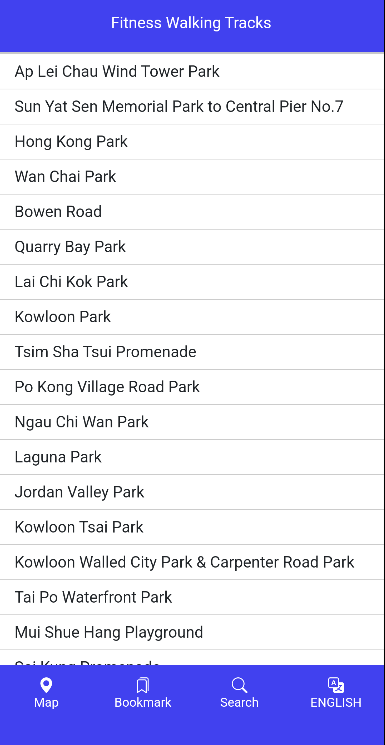 Fitness Walking Tracks
Ap Lei Chau Wind Tower Park
Sun Yat Sen Memorial Park to Central Pier No.7
Hong Kong Park
Wan Chai Park
Bowen Road
Quarry Bay Park
Lai Chi Kok Park
Kowloon Park
Tsim Sha Tsui Promenade
Po Kong Village Road Park
Ngau Chi Wan Park
Laguna Park
Jordan Valley Park
Kowloon Tsai Park
Kowloon Walled City Park & Carpenter Road Park
Tai Po Waterfront Park
Mui Shue Hang Playground
Sai Kung Promenade
Map
Bookmark
Search
ENGLISH